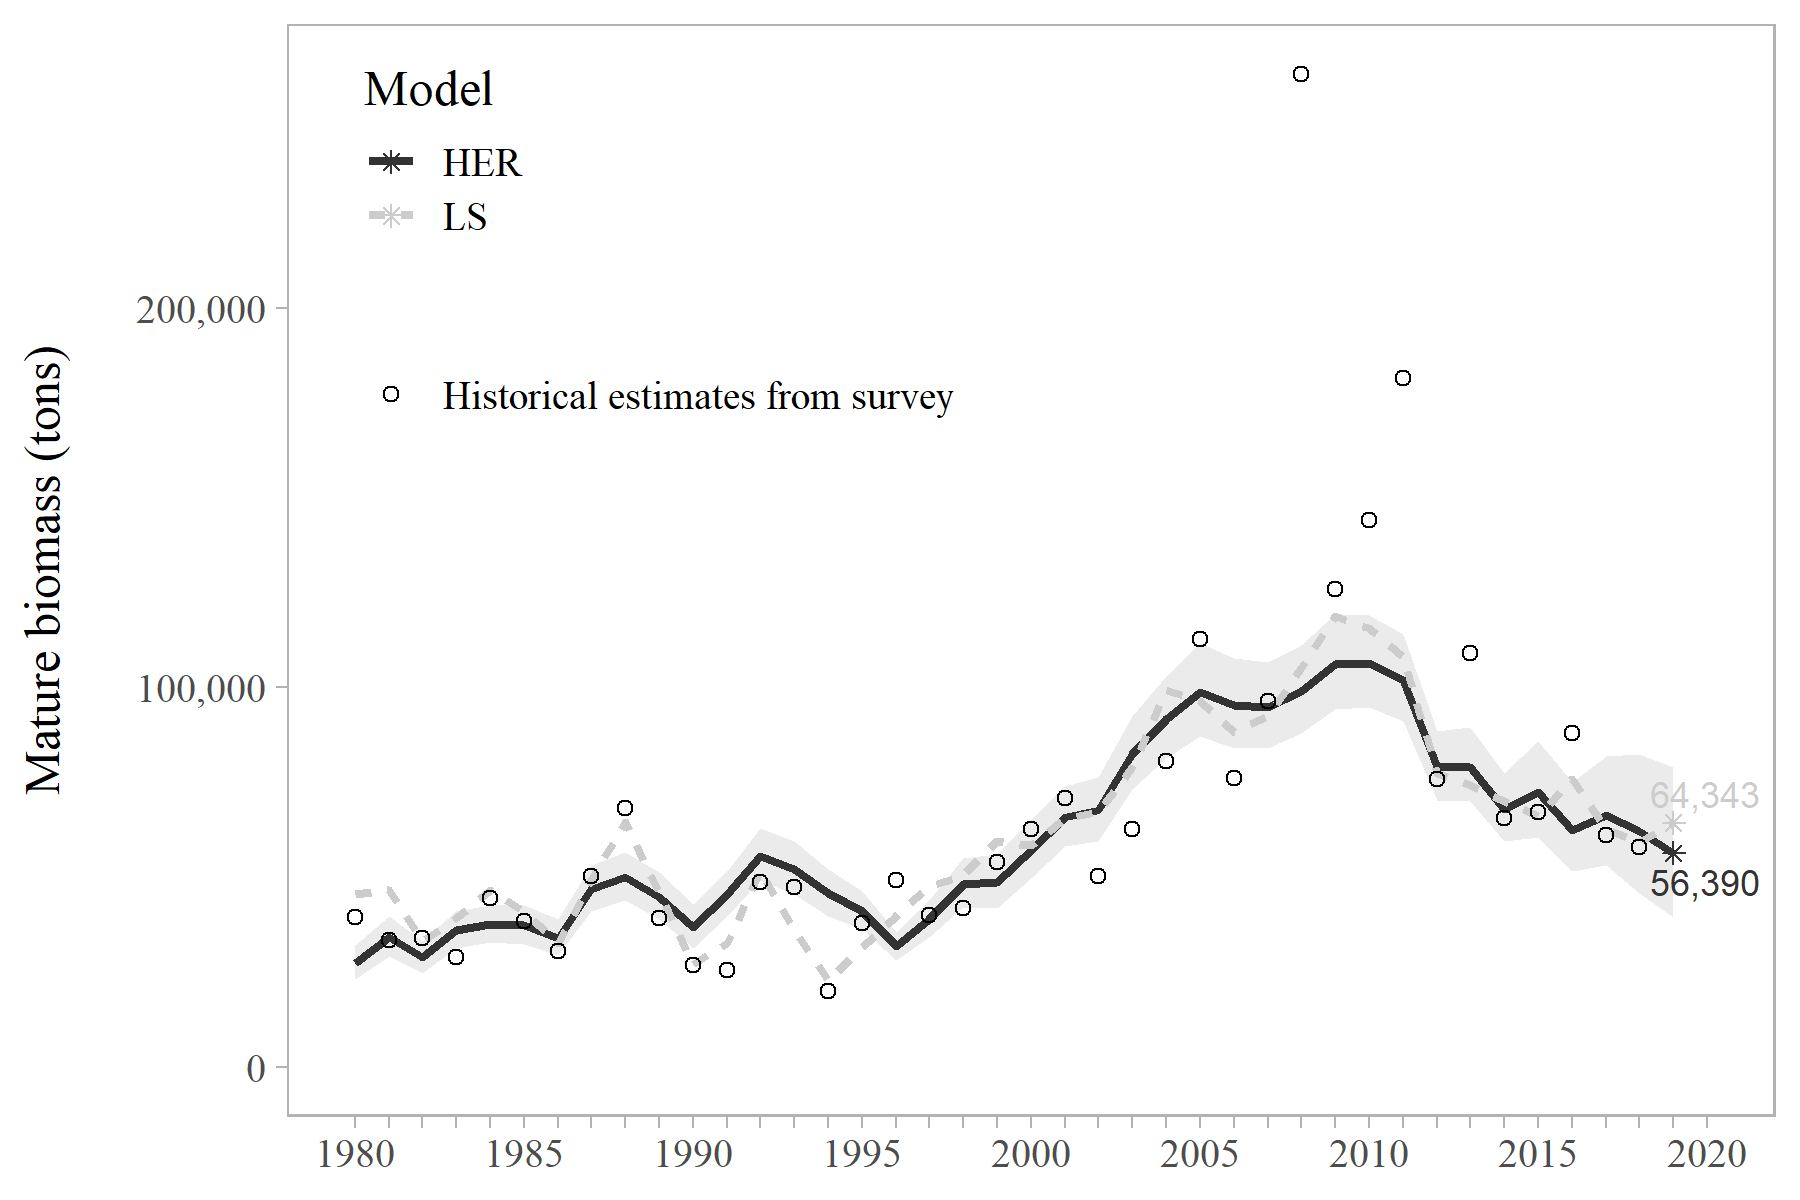 Model
HER
LS
Historical estimates from survey
Mature biomass (tons)
200,000
100,000
0
64,343
56,390
1980 1985 1990 1995 2000 2005 2010 2015 2020